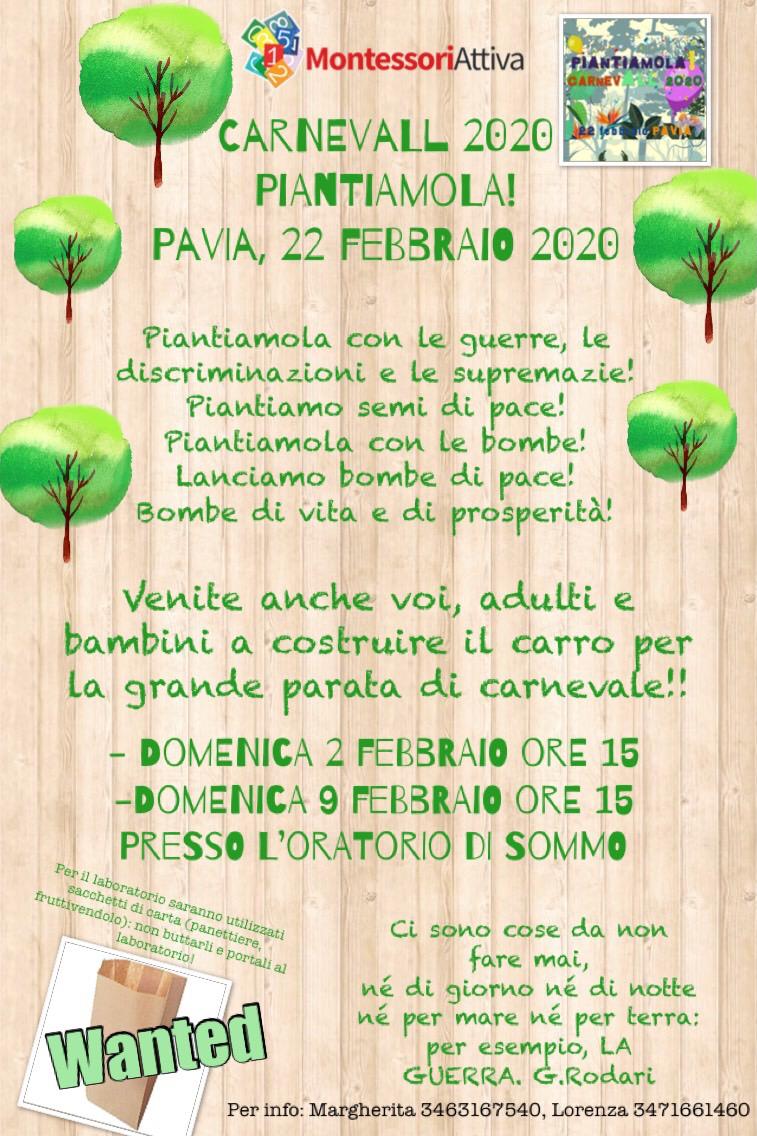 MontessoriAttiva
PIANTIAMOLA!
CARNEVALL 2020
22 febbraio PAVIA
CARNEVALL 2020
PIANTIAMOLA!
PAVIA, 22 FEBBRAIO 2020
Piantiamola con le guerre, le
discriminazioni e le supremazie!
Piantiamo semi di pace!
Piantiamola con le bombe!
Lanciamo bombe di pace!
Bombe di vita e di prosperità!
Venite anche voi, adulti e
bambini a costruire il carro per
la grande parata di carnevale!!
- DOMENICA 2 FEBBRAIO ORE 15
-DOMENICA 9 FEBBRAIO ORE 15
PRESSO L'ORATORIO DI SOMMO
Per il laboratorio saranno utilizzati
sacchetti di carta (panettiere,
fruttivendolo): non buttarli e portali al
laboratorio!
Wanted
Ci sono cose da non
fare mai,
né di giorno né di notte
né per mare né per terra:
per esempio, LA
GUERRA. G.Rodari
Per info: Margherita 3463167540, Lorenza 3471661460